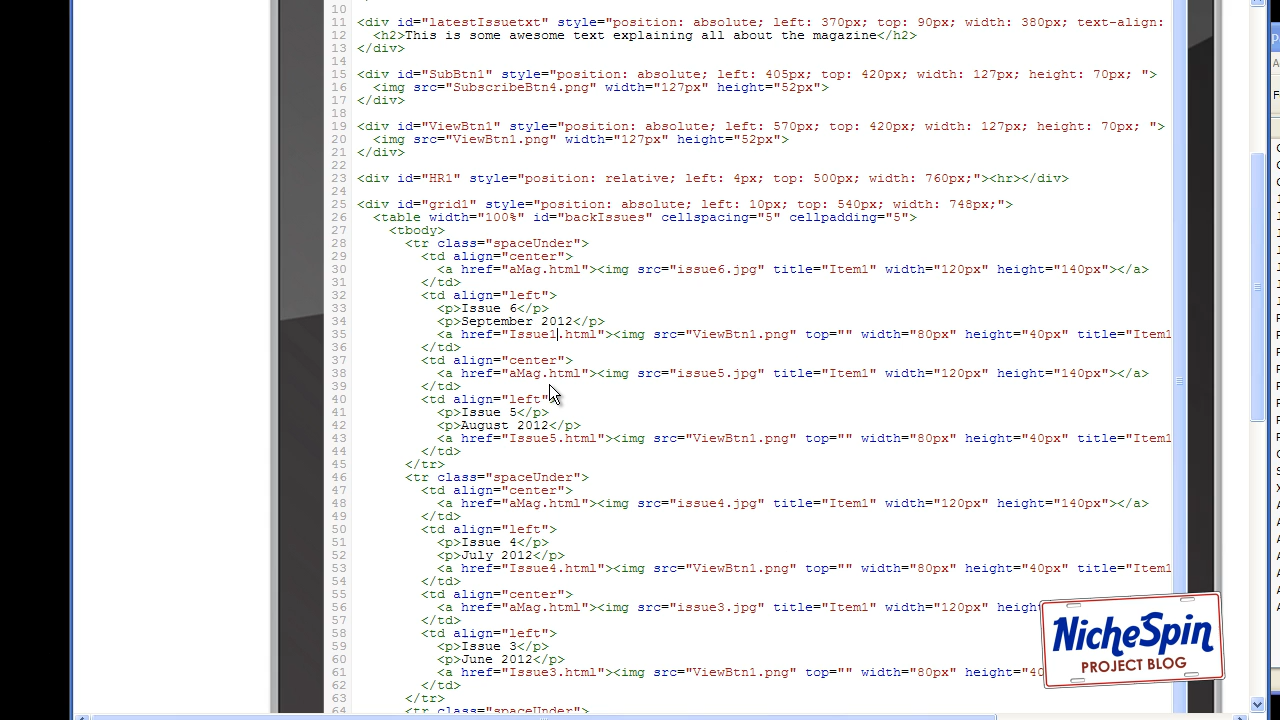 10
11 <div id="latestIssuetxt" style="position: absolute; left: 370px; top: 90px; width: 330px; text-align:
12 <h2>This is some awesome text explaining all about the magazine</h2>
13 </div>
14
15 <div id="SubBtn1" style="position: absolute; left: 375px; top: 420px; width: 127px; height: 70px; ">
16 <img src="SubscribeBtn4.png" width="127px" height="52px">
17 </div>
18
19 <div id="ViewBtn1" style="position: absolute; left: 570px; top: 420px; width: 127px; height: 70px; ">
20 <img src="ViewBtn1.png" width="127px" height="52px">
21 </div>
22
23 <div id="HR1" style="position: relative; left: 4px; top: width: 760px;"><hr></div>
24
25 <div id="grid1" style="position: absolute; left: 10px; top: 540px; width: 748px;">
26 <table width="100%" id="backIssues" cellspacing="5" cellpadding="5">
27 <tbody>
28 <tr class="spaceUnder">
29 <td align="center">
30 <a href="aMag.html"><img src="issue6.jpg" title="Item1" width="120px" height="140px"></a>
31 </td>
32 <td align="left">
33 <p>Issue 6</p>
34 <p>September 2012</p>
35 <a href="Issue1.html"><img src="ViewBtn1.png" top="" width="80px" height="40px" title="Item1
36 </td>
37 <td align="center">
38 <a href="aMag.html"><img src="issue5.jpg" title="Item1" width="120px" height="140px"></a>
39 </td>
40 <td align="left">
41 <p>Issue 5</p>
42 <p>August 2012</p>
43 <a href="Issue5.html"><img src="ViewBtn1.png" top="" width="80px" height="40px" title="Item1
44 </td>
45 </tr>
46 <tr class="spaceUnder">
47 <td align="center">
48 <a href="aMag.html"><img src="issue4.jpg" title="Item1" width="120px" height="140px"></a>
49 </td>
50 <td align="left">
51 <p>Issue 4</p>
52 <p>July 2012</p>
53 <a href="Issue4.html"><img src="ViewBtn1.png" top="" width="80px" height="40px" title="Item1
54 </td>
55 <td align="center">
56 <a href="aMag.html"><img src="issue3.jpg" title="Item1" width="120px" heig
57 </td>
58 <td align="left">
59 <p>Issue 3</p>
60 <p>June 2012</p>
61 <a href="Issue3.html"><img src="ViewBtn1.png" top="" width="80px" height=
62 </td>
63 </tr>
64 <tr class="spaceUnder">
NicheSpin
PROJECT BLOG